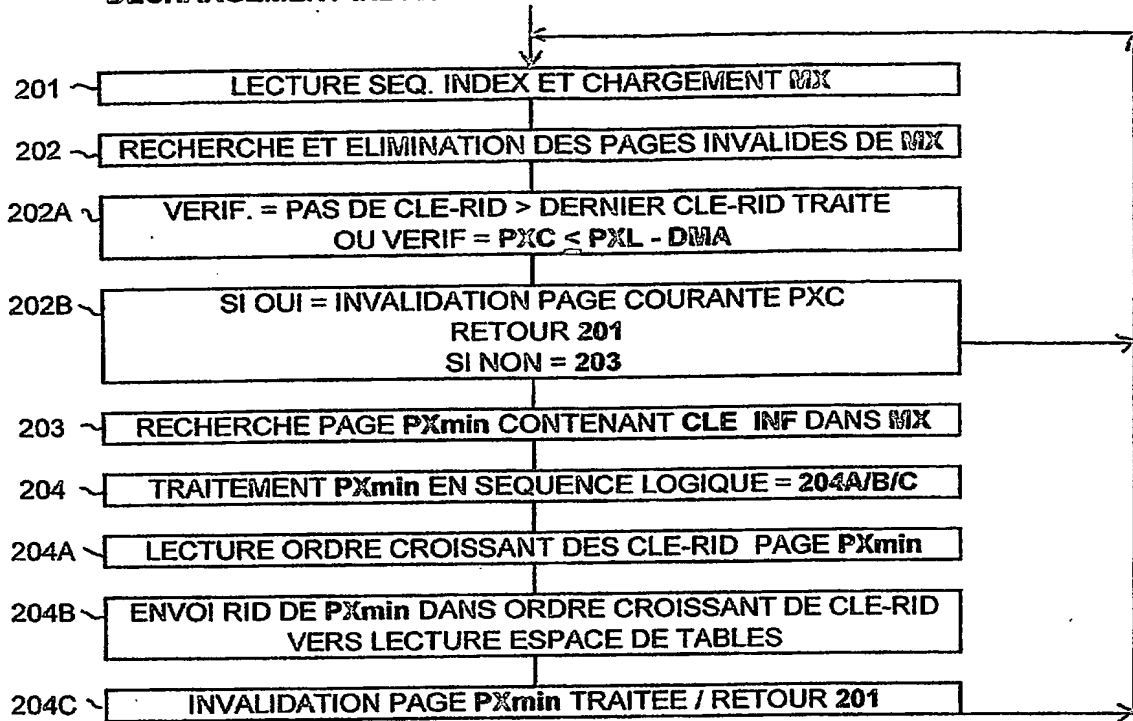 201 LECTURE SEQ. INDEX ET CHARGEMENT MX
202 RECHERCHE ET ELIMINATION DES PAGES INVALIDES DE MX
202A VERIF. = PAS DE CLE-RID > DERNIER CLE-RID TRAITE
OU VERIF = PXC < PXL - DMA
202B SI OUI = INVALIDATION PAGE COURANTE PXC
RETOUR 201
SI NON = 203
203 RECHERCHE PAGE PXmin CONTENANT CLE INF DANS MX
204 TRAITEMENT PXmin EN SEQUENCE LOGIQUE = 204A/B/C
204A LECTURE ORDRE CROISSANT DES CLE-RID PAGE PXmin
204B ENVOI RID DE PXmin DANS ORDRE CROISSANT DE CLE-RID
VERS LECTURE ESPACE DE TABLES
204C INVALIDATION PAGE PXmin TRAITEE / RETOUR 201